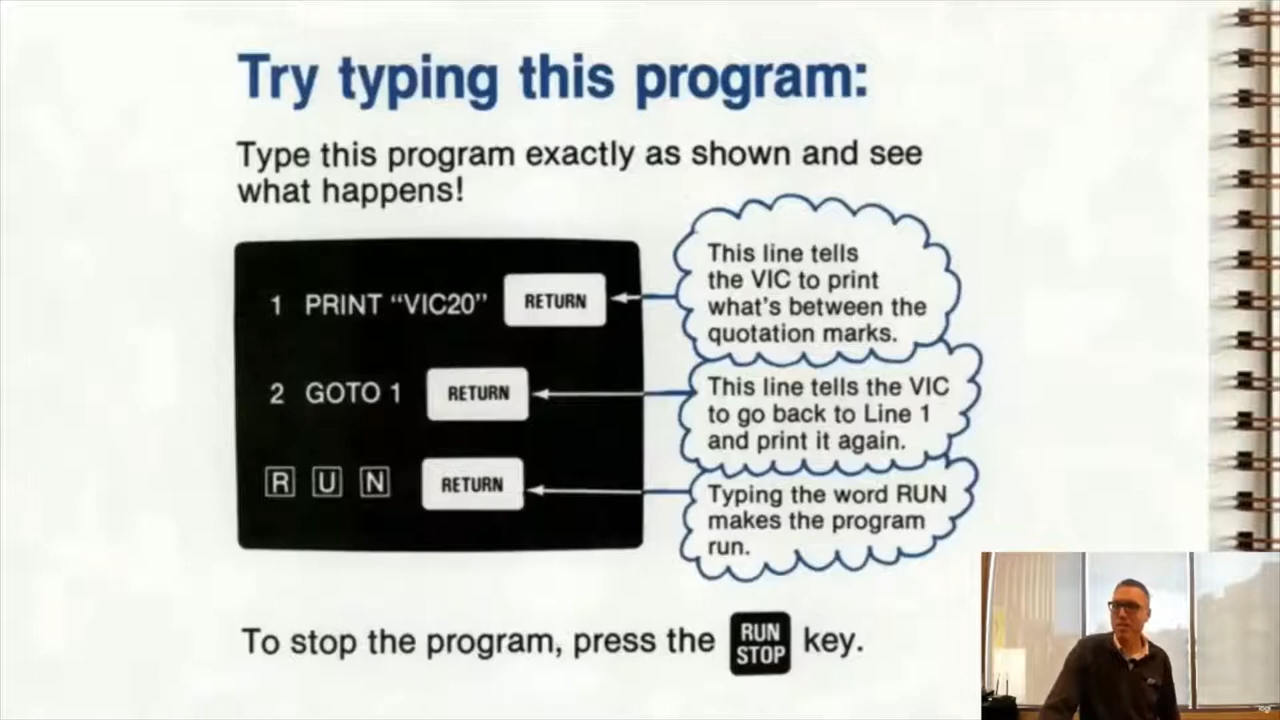 Try typing this program:
Type this program exactly as shown and see
what happens!
1 PRINT “VIC20” RETURN
2 GOTO 1 RETURN
R U N RETURN
This line tells
the VIC to print
what's between the
quotation marks.
This line tells the VIC
to go back to Line 1
and print it again.
Typing the word RUN
makes the program
run.
To stop the program, press the RUN STOP key.